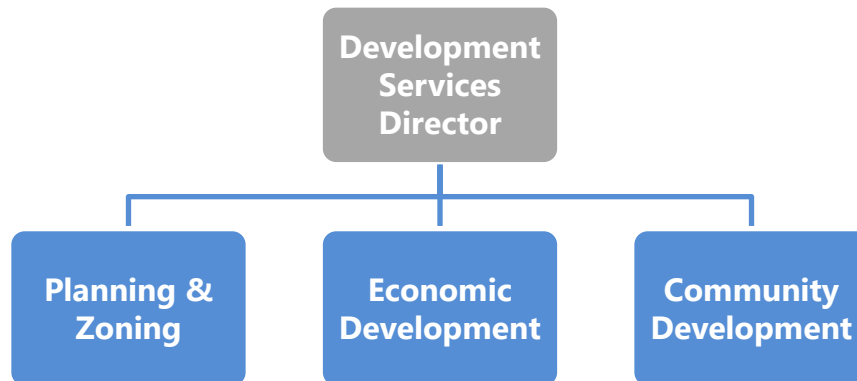 Development
Services
Director
Planning &
Zoning
Economic
Development
Community
Development